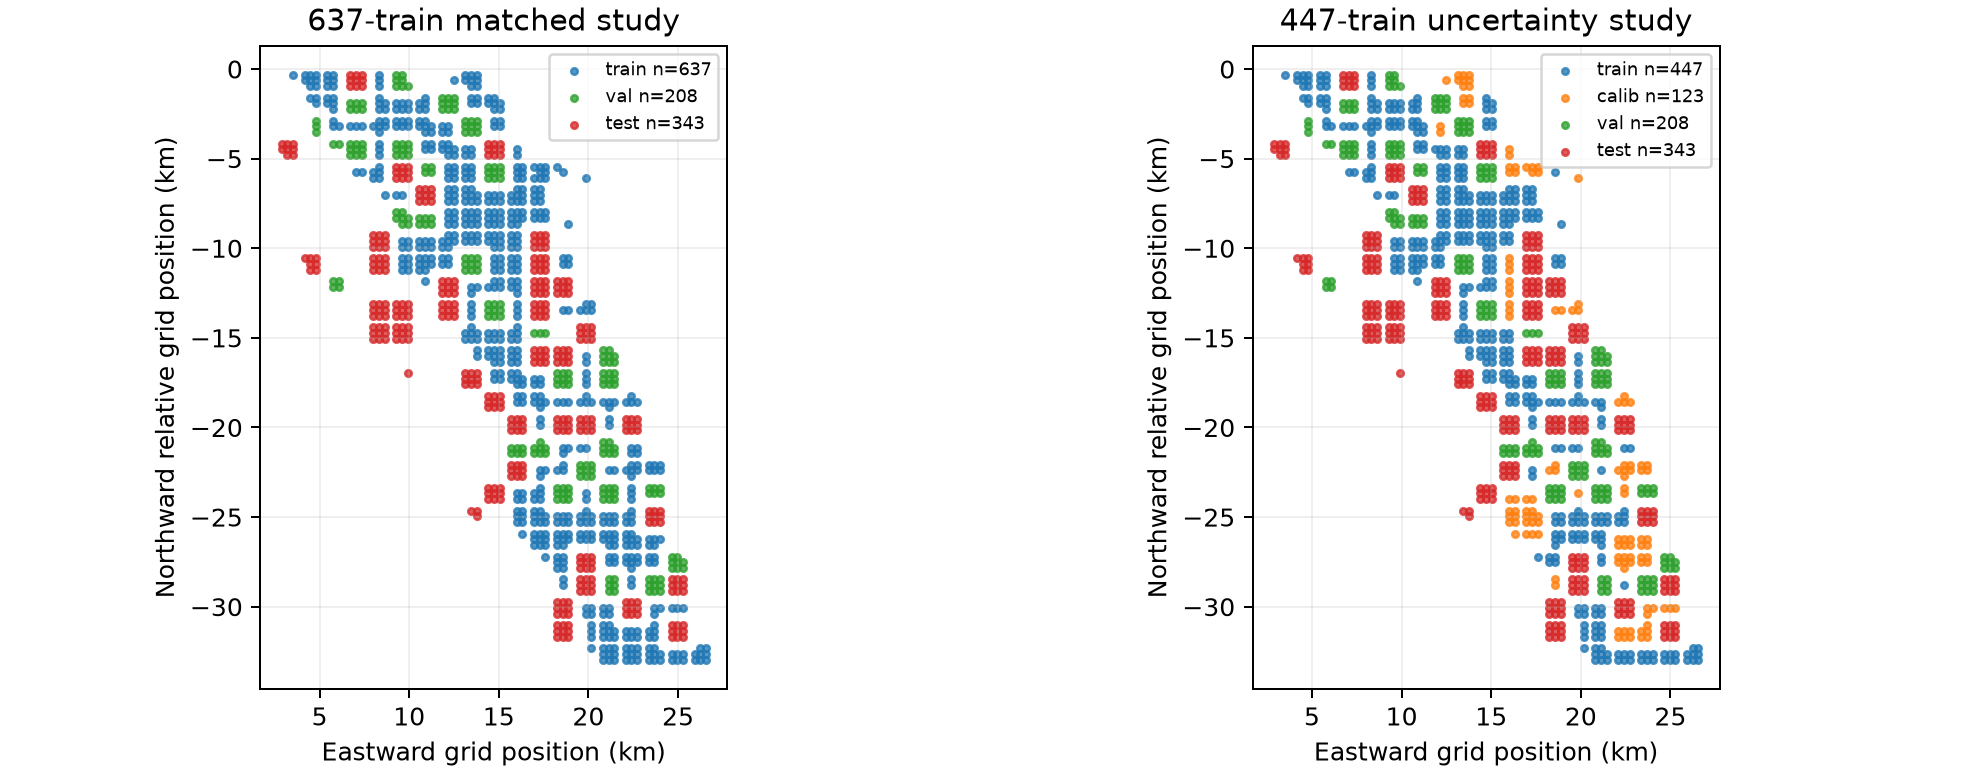 637-train matched study
train n=637
val n=208
test n=343
0
−5
−10
−15
−20
−25
−30
Northward relative grid position (km)
5 10 15 20 25
Eastward grid position (km)
447-train uncertainty study
train n=447
calib n=123
val n=208
test n=343
0
−5
−10
−15
−20
−25
−30
Northward relative grid position (km)
5 10 15 20 25
Eastward grid position (km)